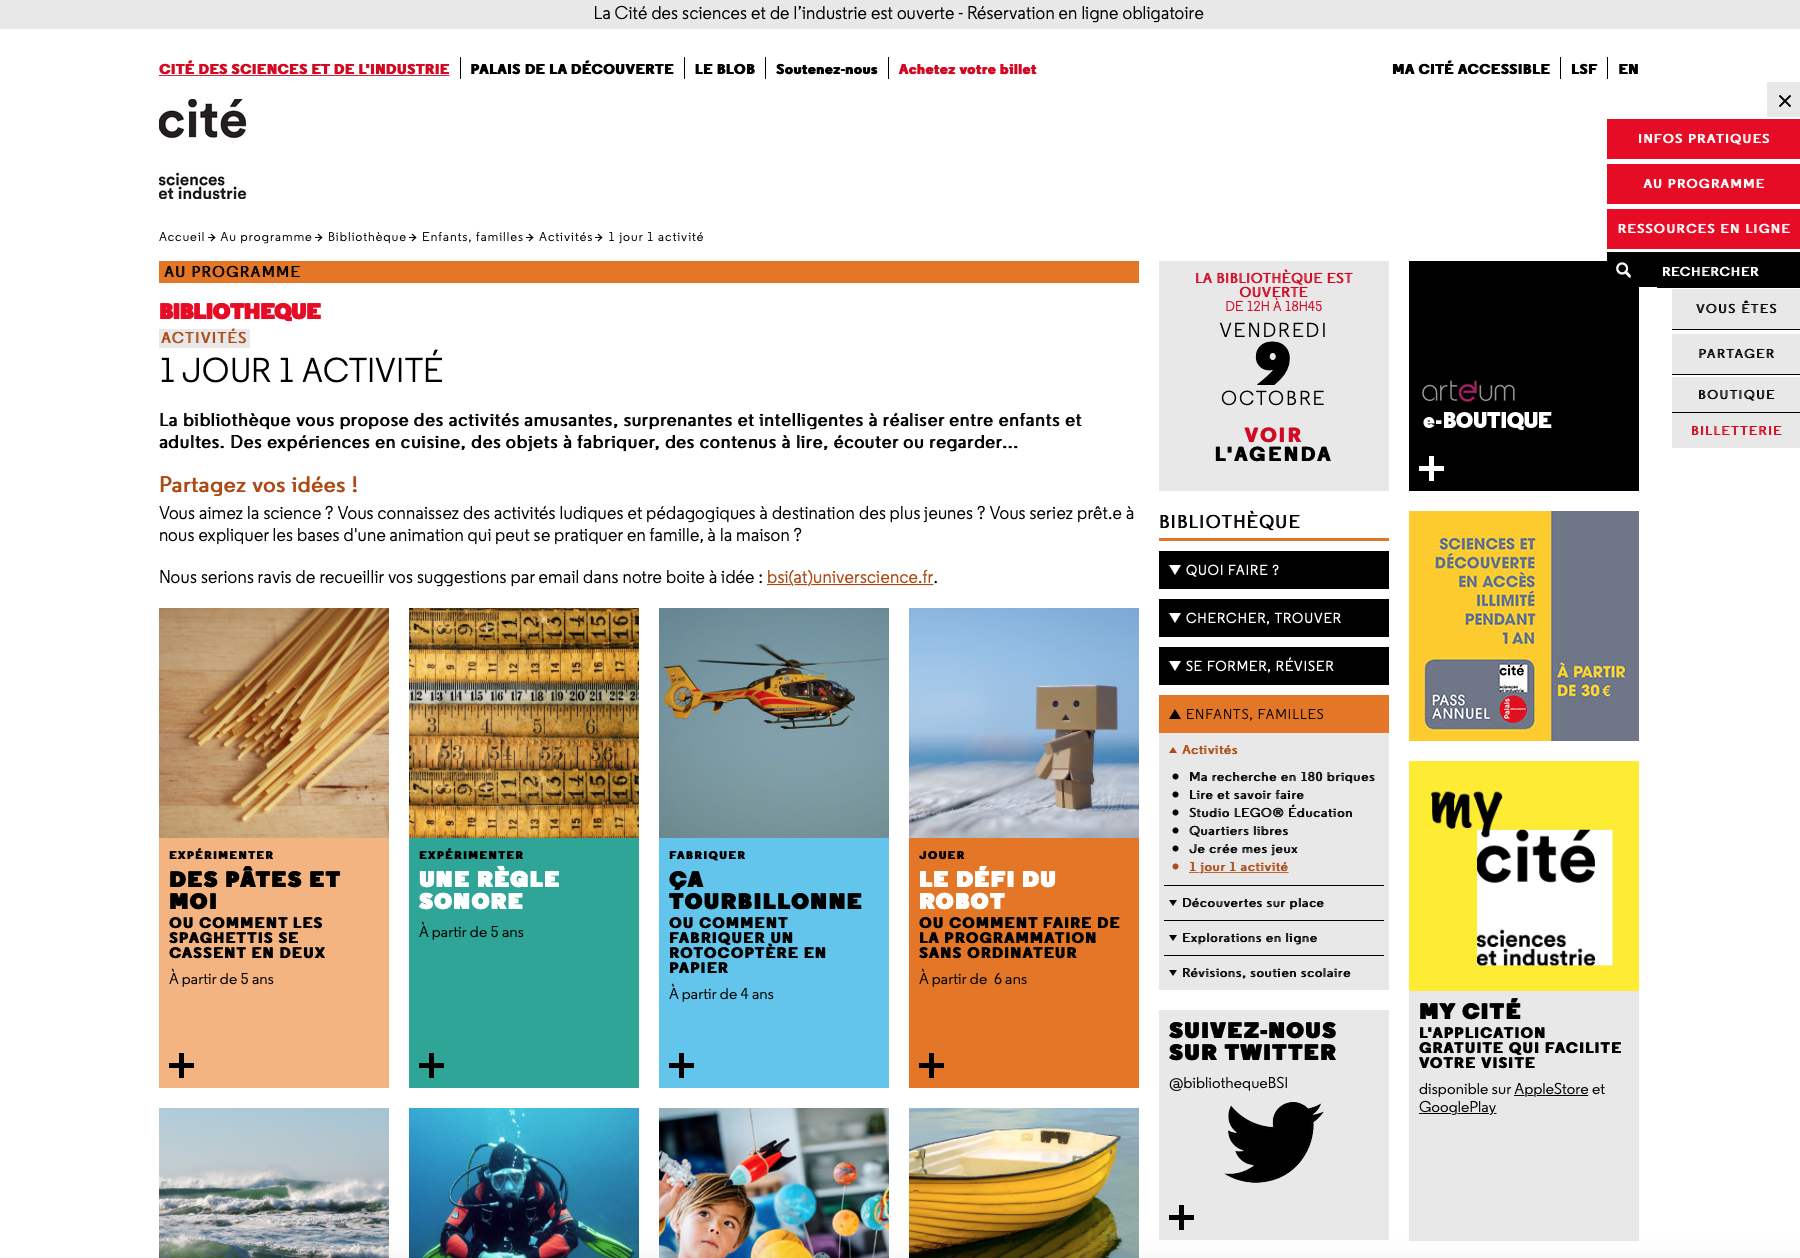 La Cité des sciences et de l'industrie est ouverte - Réservation en ligne obligatoire
CITÉ DES SCIENCES ET DE L'INDUSTRIE
PALAIS DE LA DÉCOUVERTE
LE BLOB
Soutenez-nous
Achetez votre billet
MA CITÉ ACCESSIBLE
LSF
EN
cité
sciences
et industrie
INFOS PRATIQUES
AU PROGRAMME
RESSOURCES EN LIGNE
RECHERCHER
VOUS ÊTES
PARTAGER
BOUTIQUE
BILLETTERIE
Accueil → Au programme → Bibliothèque → Enfants, familles → Activités → 1 jour 1 activité
AU PROGRAMME
BIBLIOTHEQUE
ACTIVITÉS
1 JOUR 1 ACTIVITÉ
La bibliothèque vous propose des activités amusantes, surprenantes et intelligentes à réaliser entre enfants et
adultes. Des expériences en cuisine, des objets à fabriquer, des contenus à lire, écouter ou regarder...
Partagez vos idées !
Vous aimez la science ? Vous connaissez des activités ludiques et pédagogiques à destination des plus jeunes ? Vous seriez prêt.e à
nous expliquer les bases d'une animation qui peut se pratiquer en famille, à la maison ?
Nous serions ravis de recueillir vos suggestions par email dans notre boite à idée : bsi(at)universcience.fr.
EXPÉRIMENTER
DES PÂTES ET
MOI
OU COMMENT LES
SPAGHETTIS SE
CASSENT EN DEUX
À partir de 5 ans
EXPÉRIMENTER
UNE RÈGLE
SONORE
À partir de 5 ans
FABRIQUER
ÇA
TOURBILLONNE
OU COMMENT
FABRIQUER UN
ROTOCOPTÈRE EN
PAPIER
À partir de 4 ans
JOUER
LE DÉFI DU
ROBOT
OU COMMENT FAIRE DE
LA PROGRAMMATION
SANS ORDINATEUR
À partir de 6 ans
LA BIBLIOTHÈQUE EST
OUVERTE
DE 12H À 18H45
VENDREDI
9
OCTOBRE
VOIR
L'AGENDA
BIBLIOTHÈQUE
▼ QUOI FAIRE ?
▼ CHERCHER, TROUVER
▼ SE FORMER, RÉVISER
▲ ENFANTS, FAMILLES
▲ Activités
• Ma recherche en 180 briques
• Lire et savoir faire
• Studio LEGO® Éducation
• Quartiers libres
• Je crée mes jeux
• 1 jour 1 activité
▼ Découvertes sur place
▼ Explorations en ligne
▼ Révisions, soutien scolaire
SUIVEZ-NOUS
SUR TWITTER
@bibliothequeBSI
arteum
e-BOUTIQUE
SCIENCES ET
DÉCOUVERTE
EN ACCÈS
ILLIMITÉ
PENDANT
1 AN
À PARTIR
DE 30 €
PASS
ANNUEL
cité
sciences
et industrie
Palais
my
cité
sciences
et industrie
MY CITÉ
L'APPLICATION
GRATUITE QUI FACILITE
VOTRE VISITE
disponible sur AppleStore et
GooglePlay